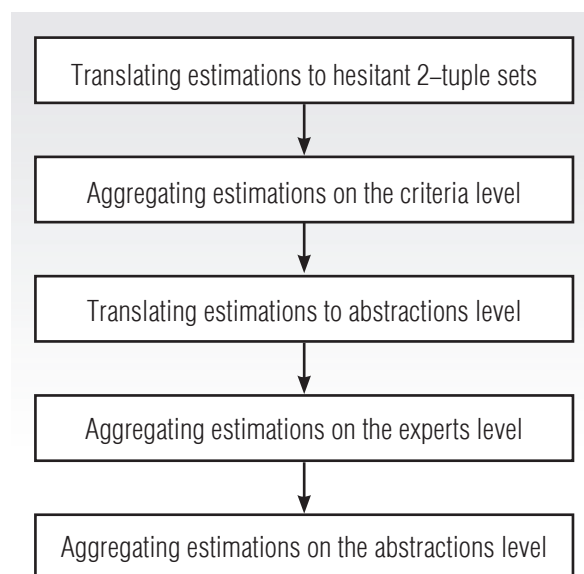 Translating estimations to hesitant 2–tuple sets
Aggregating estimations on the criteria level
Translating estimations to abstractions level
Aggregating estimations on the experts level
Aggregating estimations on the abstractions level